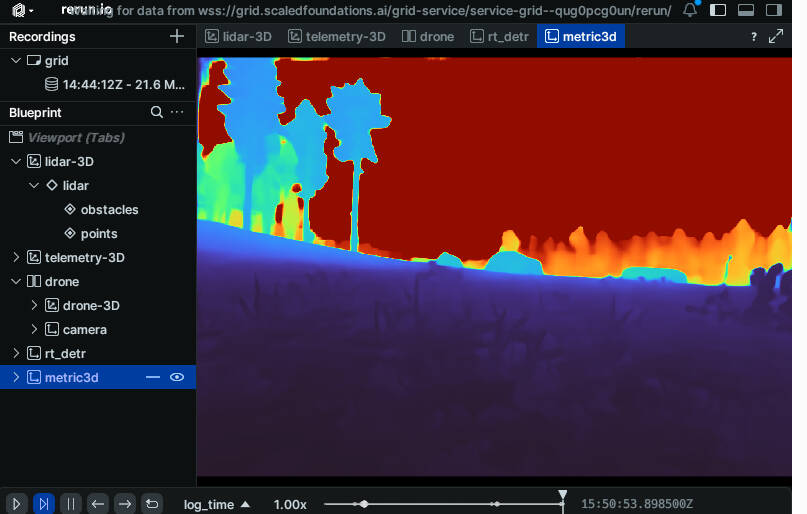 rerun.io
Waiting for data from wss://grid.scaledfoundations.ai/grid-service/service-grid--qug0pcg0un/rerun/
Recordings
lidar-3D
telemetry-3D
drone
rt_detr
metric3d
?
grid
14:44:12Z - 21.6 M...
Blueprint
Viewport (Tabs)
lidar-3D
lidar
obstacles
points
telemetry-3D
drone
drone-3D
camera
rt_detr
metric3d
log_time
1.00x
15:50:53.898500Z